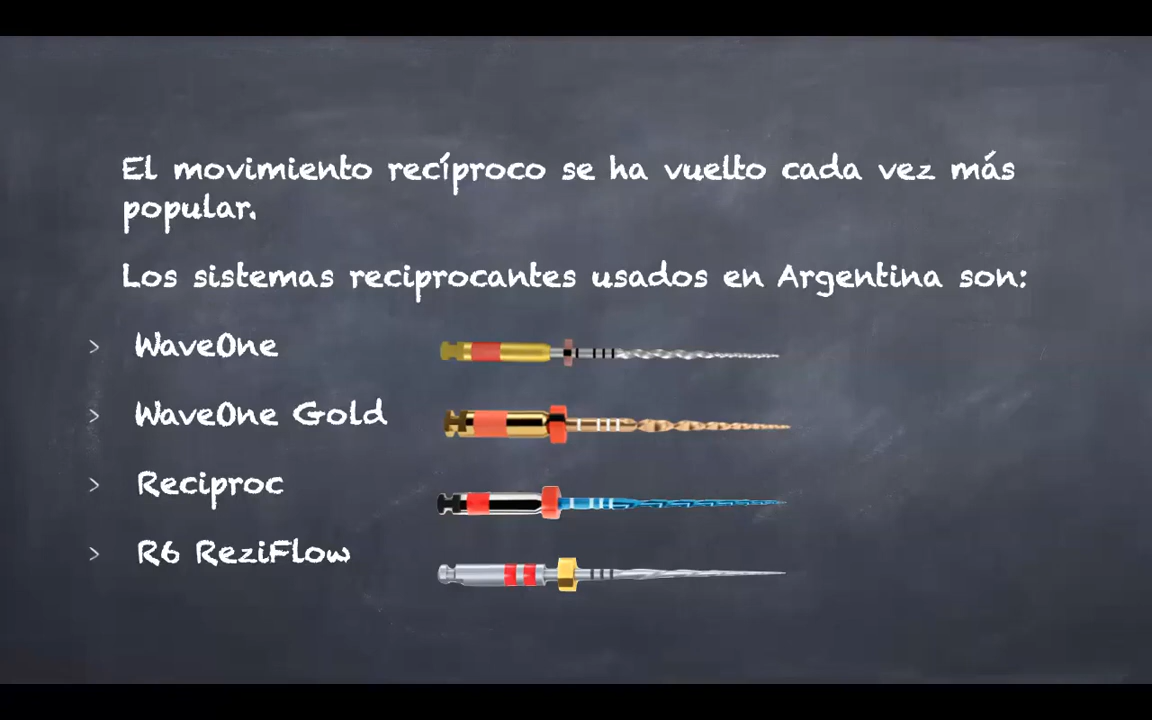 El movimiento recíproco se ha vuelto cada vez más
popular.
Los sistemas reciprocantes usados en Argentina son:
> WaveOne
> WaveOne Gold
> Reciproc
> R6 ReziFlow